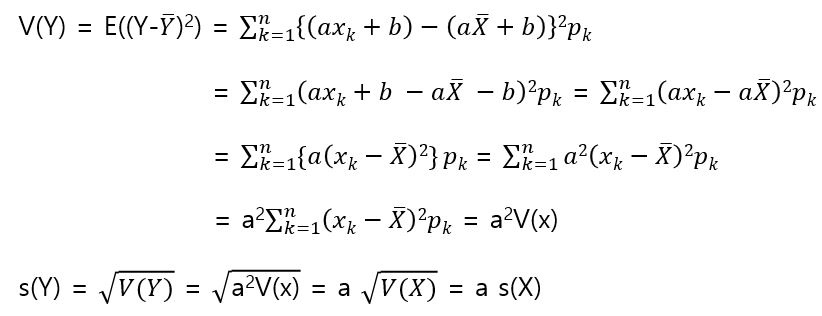 V(Y) = E((Y-Ȳ)²) = ∑ₖ₌₁ⁿ{(axₖ + b) − (aX̄ + b)}²pₖ
= ∑ₖ₌₁ⁿ(axₖ + b − aX̄ − b)²pₖ = ∑ₖ₌₁ⁿ(axₖ − aX̄)²pₖ
= ∑ₖ₌₁ⁿ{a(xₖ − X̄)²} pₖ = ∑ₖ₌₁ⁿ a²(xₖ − X̄)²pₖ
= a²∑ₖ₌₁ⁿ(xₖ − X̄)²pₖ = a²V(x)
s(Y) = √V(Y) = √a²V(x) = a √V(X) = a s(X)